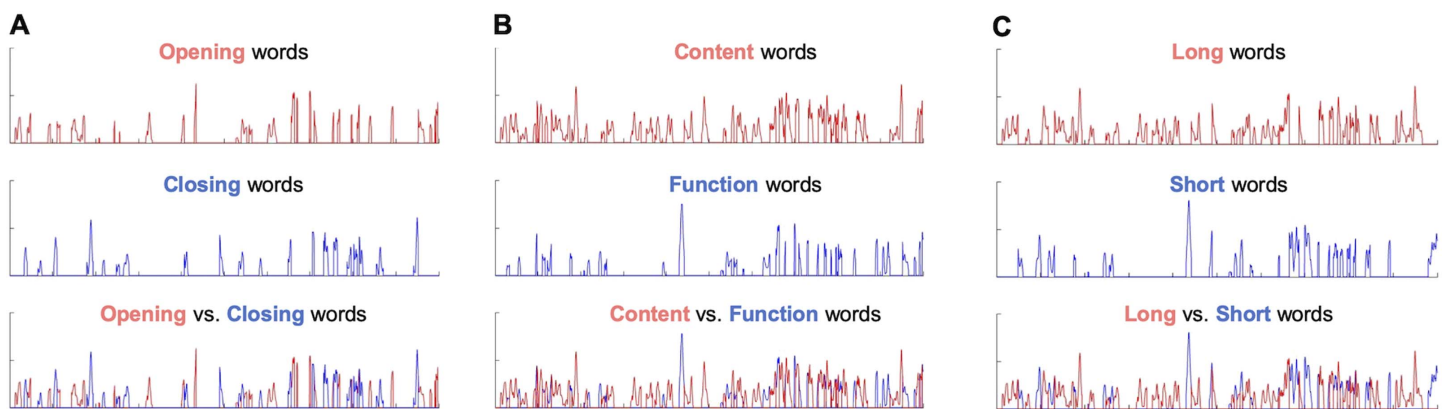 A
Opening words
Closing words
Opening vs. Closing words
B
Content words
Function words
Content vs. Function words
C
Long words
Short words
Long vs. Short words